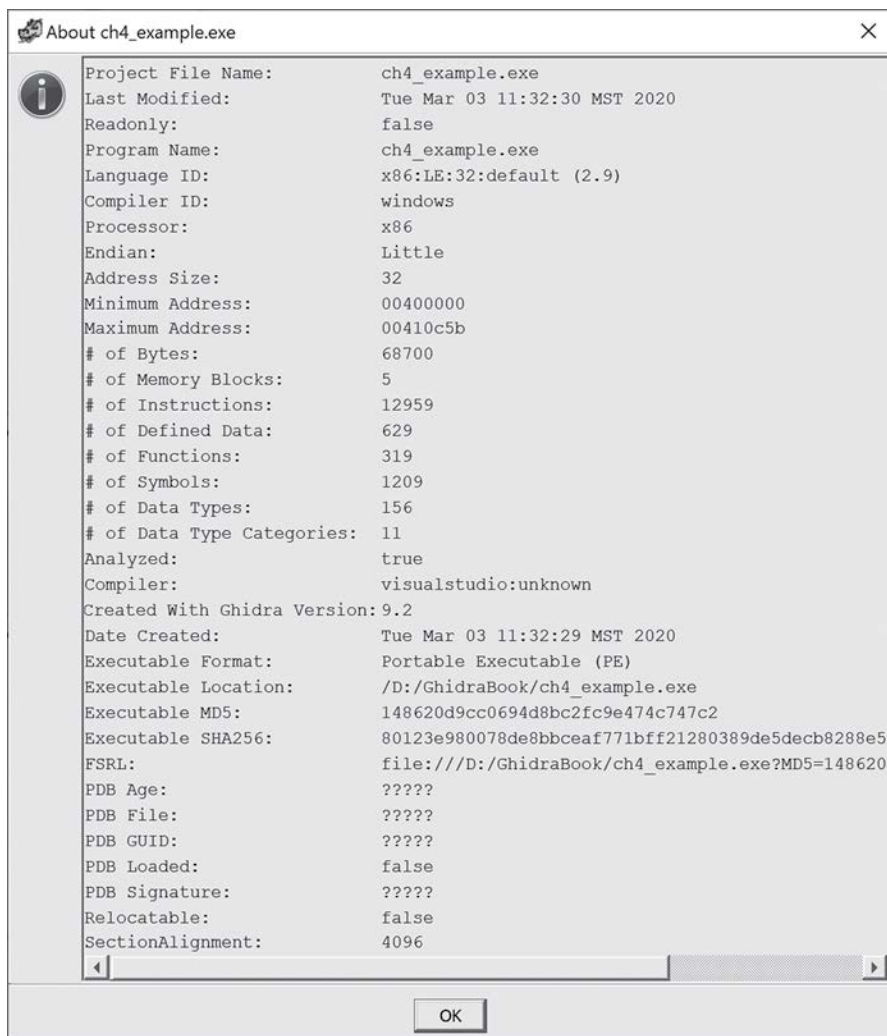 About ch4_example.exe
Project File Name: ch4_example.exe
Last Modified: Tue Mar 03 11:32:30 MST 2020
Readonly: false
Program Name: ch4_example.exe
Language ID: x86:LE:32:default (2.9)
Compiler ID: windows
Processor: x86
Endian: Little
Address Size: 32
Minimum Address: 00400000
Maximum Address: 00410c5b
# of Bytes: 68700
# of Memory Blocks: 5
# of Instructions: 12959
# of Defined Data: 629
# of Functions: 319
# of Symbols: 1209
# of Data Types: 156
# of Data Type Categories: 11
Analyzed: true
Compiler: visualstudio:unknown
Created With Ghidra Version: 9.2
Date Created: Tue Mar 03 11:32:29 MST 2020
Executable Format: Portable Executable (PE)
Executable Location: /D:/GhidraBook/ch4_example.exe
Executable MD5: 148620d9cc0694d8bc2fc9e474c747c2
Executable SHA256: 80123e980078de8bbceaf771bff21280389de5decb8288e5
FSRL: file:///D:/GhidraBook/ch4_example.exe?MD5=148620
PDB Age: ?????
PDB File: ?????
PDB GUID: ?????
PDB Loaded: false
PDB Signature: ?????
Relocatable: false
SectionAlignment: 4096
OK